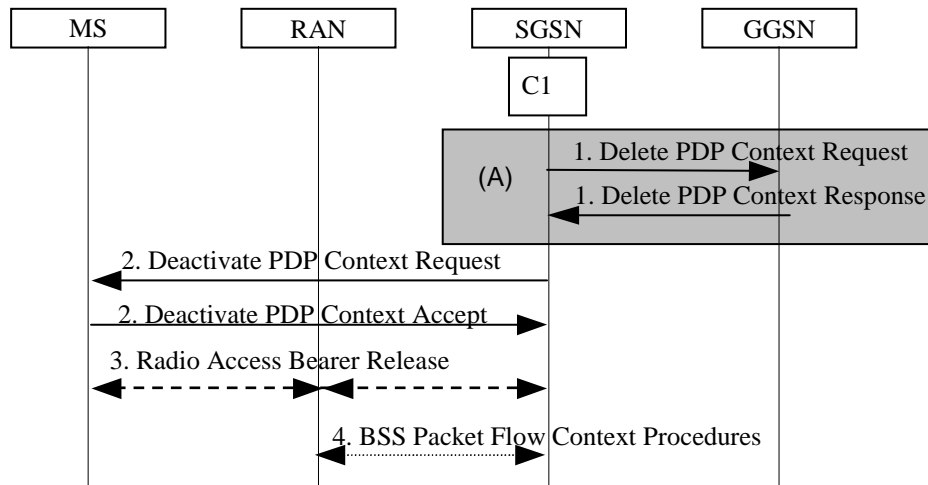 MS RAN SGSN GGSN
C1
1. Delete PDP Context Request
(A)
1. Delete PDP Context Response
2. Deactivate PDP Context Request
2. Deactivate PDP Context Accept
3. Radio Access Bearer Release
4. BSS Packet Flow Context Procedures